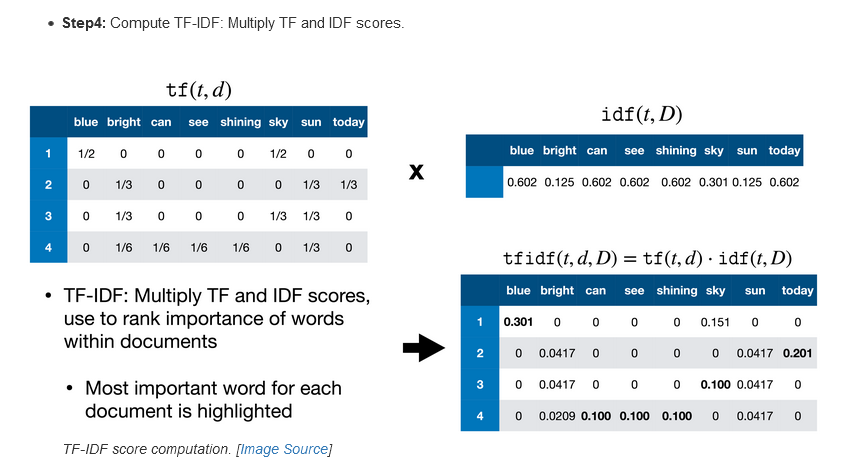 • Step4: Compute TF-IDF: Multiply TF and IDF scores.
tf(t, d)
blue bright can see shining sky sun today
1 1/2 0 0 0 0 1/2 0 0
2 0 1/3 0 0 0 0 1/3 1/3
3 0 1/3 0 0 0 1/3 1/3 0
4 0 1/6 1/6 1/6 1/6 0 1/3 0
x
idf(t, D)
blue bright can see shining sky sun today
0.602 0.125 0.602 0.602 0.602 0.301 0.125 0.602
• TF-IDF: Multiply TF and IDF scores,
use to rank importance of words
within documents
• Most important word for each
document is highlighted
tfidf(t, d, D) = tf(t, d) · idf(t, D)
blue bright can see shining sky sun today
1 0.301 0 0 0 0 0.151 0 0
2 0 0.0417 0 0 0 0 0.0417 0.201
3 0 0.0417 0 0 0 0.100 0.0417 0
4 0 0.0209 0.100 0.100 0.100 0 0.0417 0
TF-IDF score computation. [Image Source]